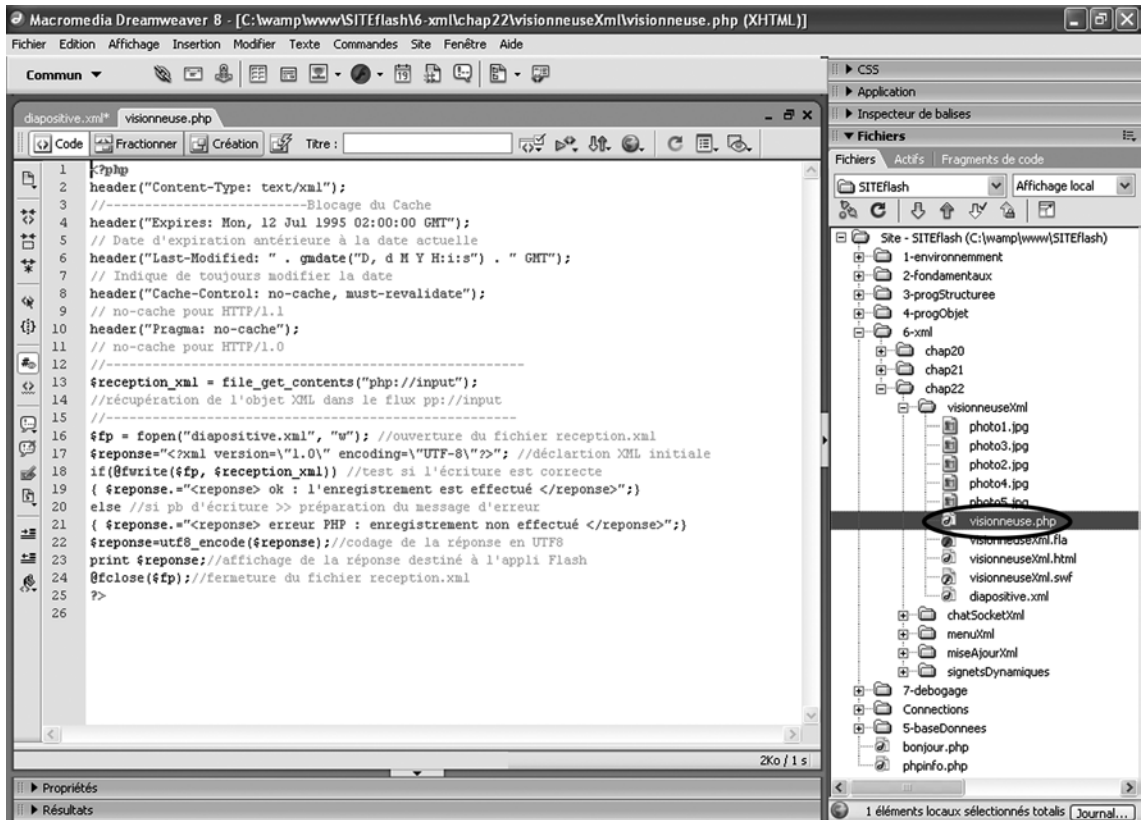 Macromedia Dreamweaver 8 - [C:\wamp\www\SITEflash\6-xml\chap22\visionneuseXml\visionneuse.php (XHTML)]
Fichier Edition Affichage Insertion Modifier Texte Commandes Site Fenêtre Aide
Commun
diapositive.xml* visionneuse.php
Code Fractionner Création Titre :
1 <?php
2 header("Content-Type: text/xml");
3 //--------------------------Blocage du Cache
4 header("Expires: Mon, 12 Jul 1995 02:00:00 GMT");
5 // Date d'expiration antérieure à la date actuelle
6 header("Last-Modified: " . gmdate("D, d M Y H:i:s") . " GMT");
7 // Indique de toujours modifier la date
8 header("Cache-Control: no-cache, must-revalidate");
9 // no-cache pour HTTP/1.1
10 header("Pragma: no-cache");
11 // no-cache pour HTTP/1.0
12 //------------------------------------------------------
13 $reception_xml = file_get_contents("php://input");
14 //récupération de l'objet XML dans le flux pp://input
15 //-----------------------------------------------------
16 $fp = fopen("diapositive.xml", "w"); //ouverture du fichier reception.xml
17 $reponse="<?xml version=\"1.0\" encoding=\"UTF-8\"?>"; //déclartion XML initiale
18 if(@fwrite($fp, $reception_xml)) //test si l'écriture est correcte
19 { $reponse.="<reponse> ok : l'enregistrement est effectué </reponse>";}
20 else //si pb d'écriture >> préparation du message d'erreur
21 { $reponse.="<reponse> erreur PHP : enregistrement non effectué </reponse>";}
22 $reponse=utf8_encode($reponse);//codage de la réponse en UTF8
23 print $reponse;//affichage de la réponse destiné à l'appli Flash
24 @fclose($fp);//fermeture du fichier reception.xml
25 ?>
26
2Ko / 1 s
Propriétés
Résultats
CSS
Application
Inspecteur de balises
Fichiers
Fichiers Actifs Fragments de code
SITEflash Affichage local
Site - SITEflash (C:\wamp\www\SITEflash)
1-environnemment
2-fondamentaux
3-progStructuree
4-progObjet
6-xml
chap20
chap21
chap22
visionneuseXml
photo1.jpg
photo3.jpg
photo2.jpg
photo4.jpg
photo5.jpg
visionneuse.php
visionneuseXml.fla
visionneuseXml.html
visionneuseXml.swf
diapositive.xml
chatSocketXml
menuXml
miseAjourXml
signetsDynamiques
7-debogage
Connections
5-baseDonnees
bonjour.php
phpinfo.php
1 éléments locaux sélectionnés totalis Journal...